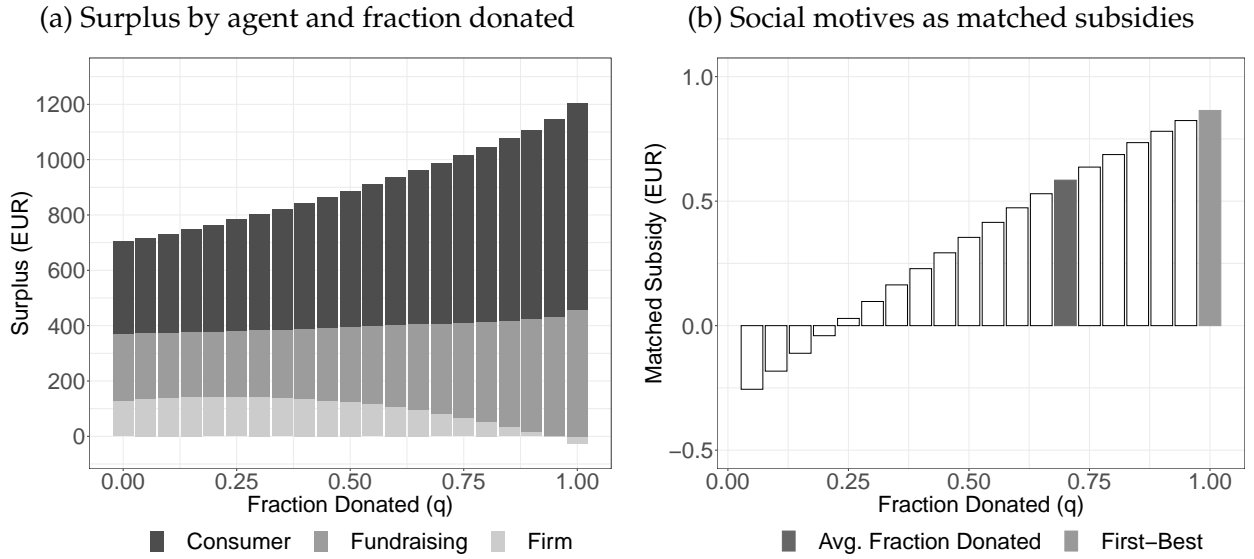 (a) Surplus by agent and fraction donated
Surplus (EUR)
1200
1000
800
600
400
200
0
0.00 0.25 0.50 0.75 1.00
Fraction Donated (q)
Consumer Fundraising Firm
(b) Social motives as matched subsidies
Matched Subsidy (EUR)
1.0
0.5
0.0
−0.5
0.00 0.25 0.50 0.75 1.00
Fraction Donated (q)
Avg. Fraction Donated First−Best